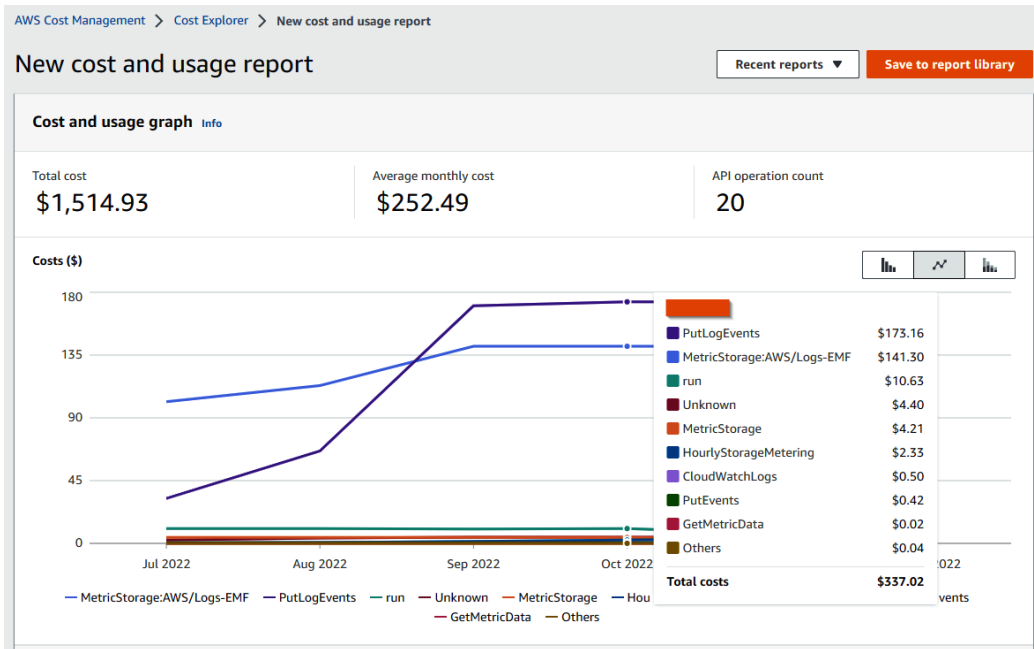 AWS Cost Management > Cost Explorer > New cost and usage report
New cost and usage report
Recent reports ▼
Save to report library
Cost and usage graph Info
Total cost
$1,514.93
Average monthly cost
$252.49
API operation count
20
Costs ($)
180
135
90
45
0
Jul 2022
Aug 2022
Sep 2022
Oct 2022
2022
PutLogEvents $173.16
MetricStorage:AWS/Logs-EMF $141.30
run $10.63
Unknown $4.40
MetricStorage $4.21
HourlyStorageMetering $2.33
CloudWatchLogs $0.50
PutEvents $0.42
GetMetricData $0.02
Others $0.04
Total costs $337.02
MetricStorage:AWS/Logs-EMF PutLogEvents run Unknown MetricStorage Hou vents
GetMetricData Others